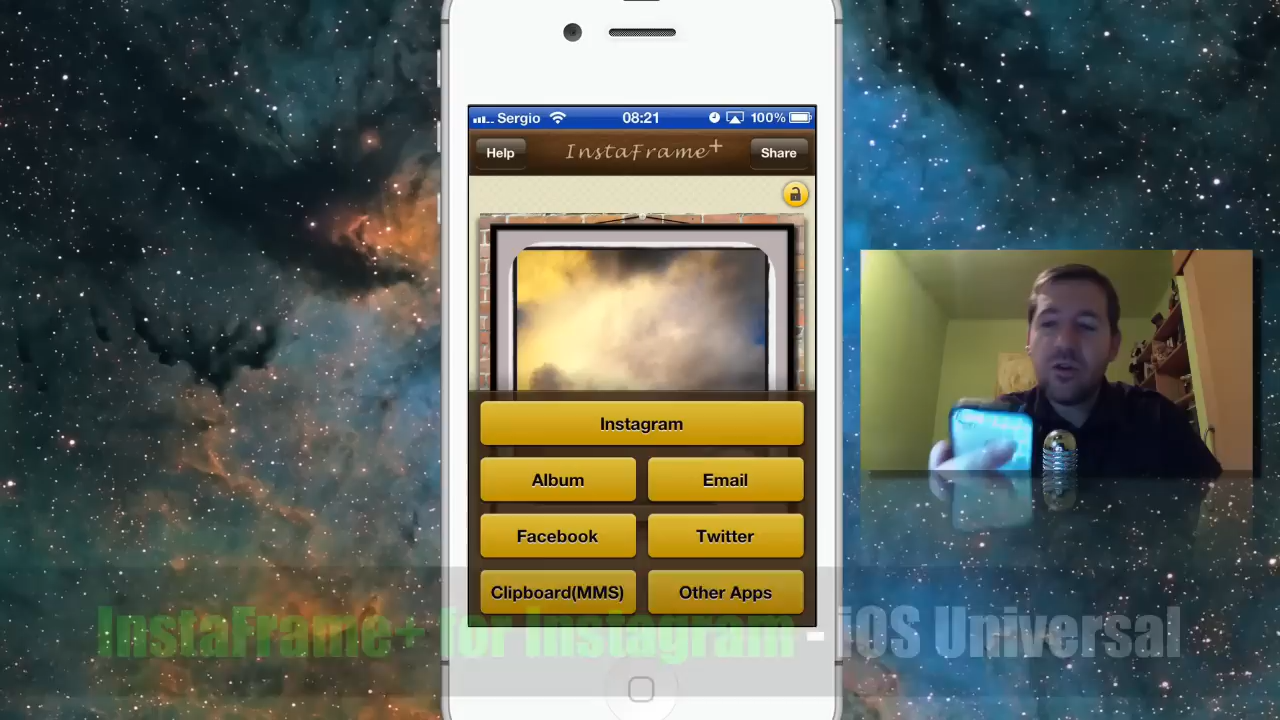 Sergio 08:21 100%
Help InstaFrame+ Share
Instagram
Album Email
Facebook Twitter
Clipboard(MMS) Other Apps
InstaFrame+ for Instagram - iOS Universal